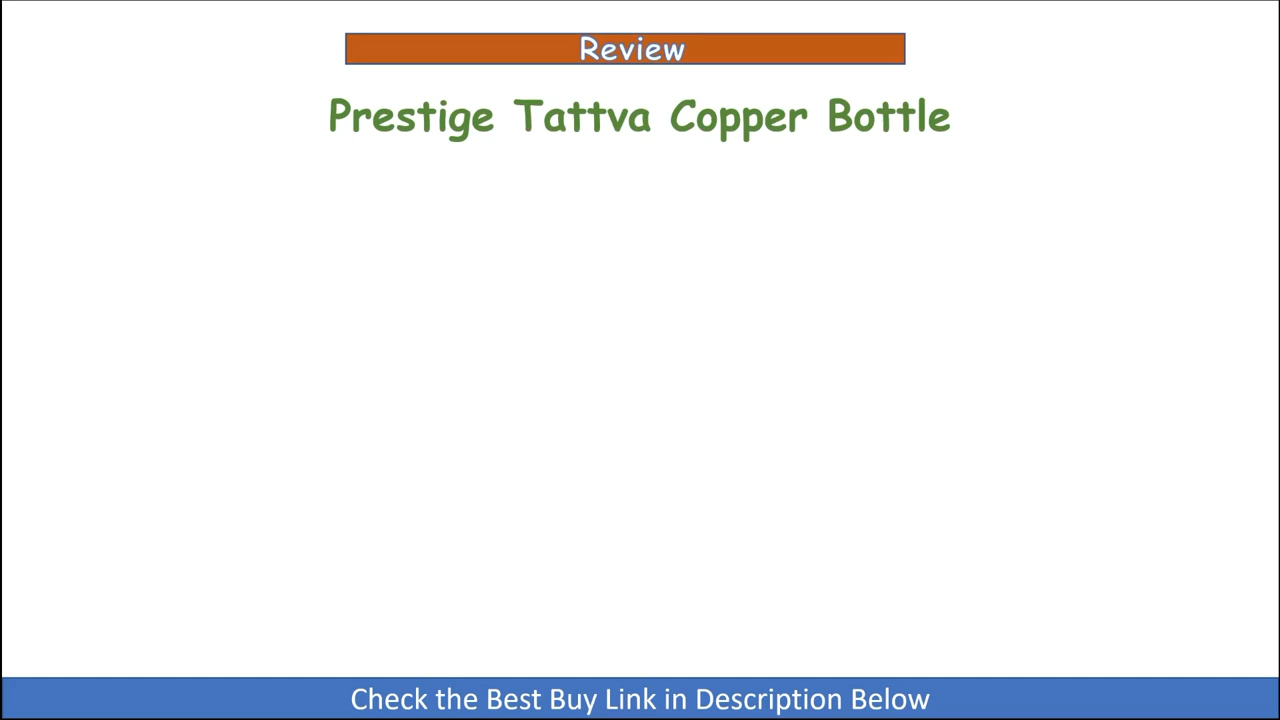 Review
Prestige Tattva Copper Bottle
Check the Best Buy Link in Description Below